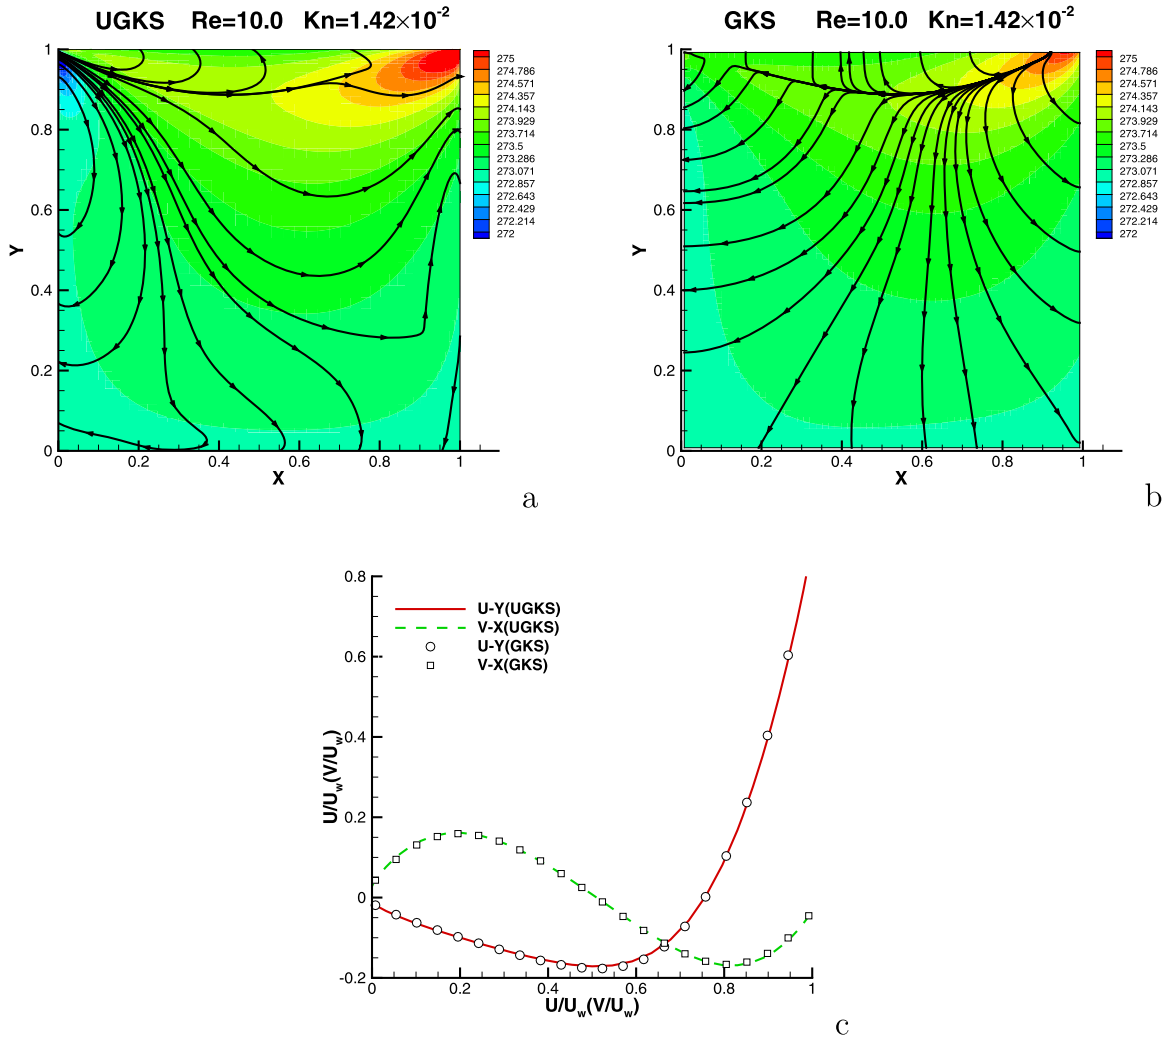 UGKS Re=10.0 Kn=1.42×10⁻²
1
0.8
0.6
0.4
0.2
0
Y
0 0.2 0.4 0.6 0.8 1
X
275
274.786
274.571
274.357
274.143
273.929
273.714
273.5
273.286
273.071
272.857
272.643
272.429
272.214
272
a
GKS Re=10.0 Kn=1.42×10⁻²
1
0.8
0.6
0.4
0.2
0
Y
0 0.2 0.4 0.6 0.8 1
X
275
274.786
274.571
274.357
274.143
273.929
273.714
273.5
273.286
273.071
272.857
272.643
272.429
272.214
272
b
0.8
0.6
0.4
0.2
0
-0.2
U/U_w(V/U_w)
U-Y(UGKS)
V-X(UGKS)
U-Y(GKS)
V-X(GKS)
0 0.2 0.4 0.6 0.8 1
U/U_w(V/U_w)
c